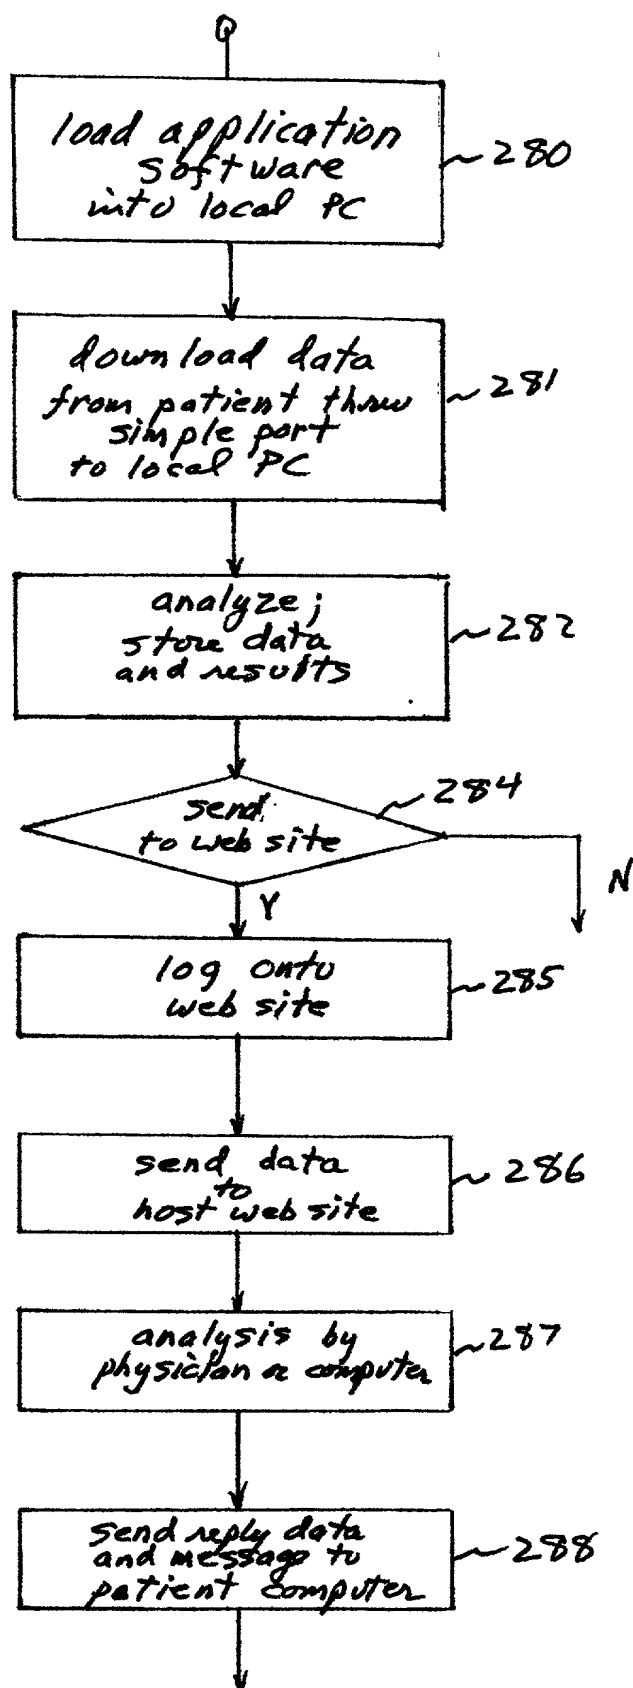 load application
software
into local PC
280
download data
from patient thru
simple port
to local PC
281
analyze;
store data
and results
282
send
to web site
284
N
Y
log onto
web site
285
send data
to
host web site
286
analysis by
physician or computer
287
send reply data
and message to
patient computer
288